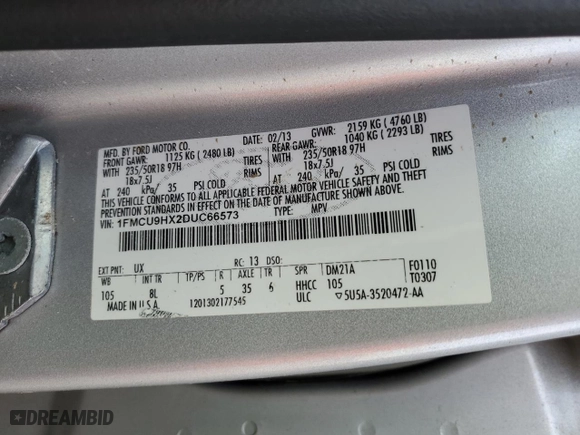 MFD. BY FORD MOTOR CO.
02/13 GVWR: 2159 KG ( 4760 LB)
FRONT GAWR: 1125 KG ( 2480 LB) REAR GAWR: 1040 KG ( 2293 LB)
WITH 235/50R18 97H TIRES WITH 235/50R18 97H TIRES
18x7.5J RIMS 18x7.5J RIMS
AT 240 kPa/ 35 PSI COLD AT 240 kPa/ 35 PSI COLD
THIS VEHICLE CONFORMS TO ALL APPLICABLE FEDERAL MOTOR VEHICLE SAFETY AND THEFT
PREVENTION STANDARDS IN EFFECT ON THE DATE OF MANUFACTURE SHOWN ABOVE.
VIN: 1FMCU9HX2DUC66573 TYPE: MPV
EXT PNT: UX RC: 13 DSO:
WB INT TR TP/PS R AXLE TR SPR DM21A F0110
105 8L 5 35 6 HHCC 105 T0307
MADE IN U.S.A. 1201302177545 ULC ▽5U5A-3520472-AA
DREAMBID